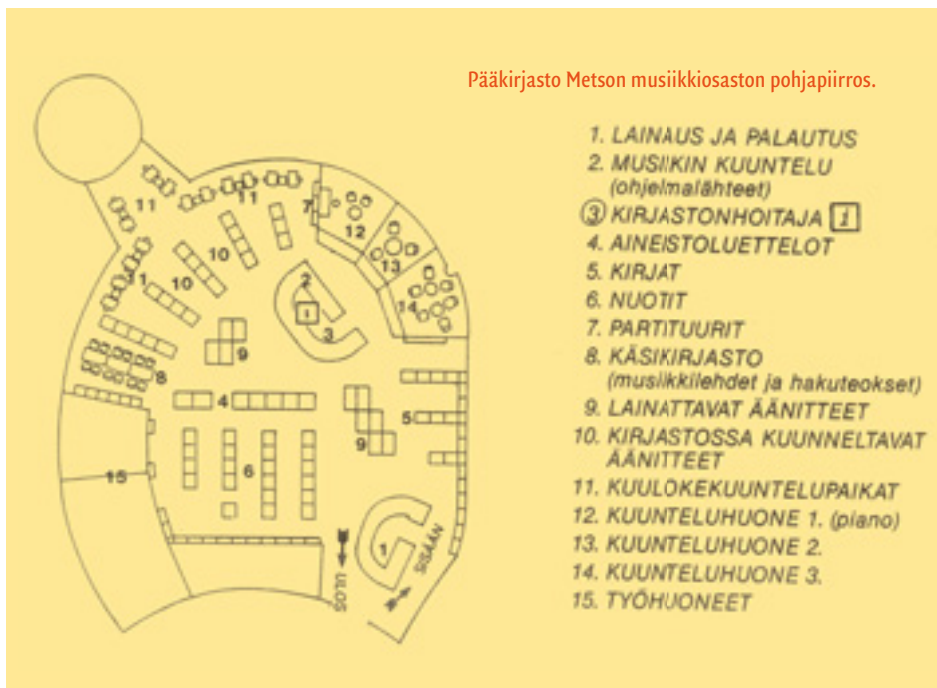 Pääkirjasto Metson musiikkiosaston pohjapiirros.
1. LAINAUS JA PALAUTUS
2. MUSIIKIN KUUNTELU
(ohjelmalähteet)
3 KIRJASTONHOITAJA i
4. AINEISTOLUETTELOT
5. KIRJAT
6. NUOTIT
7. PARTITUURIT
8. KÄSIKIRJASTO
(musiikkilehdet ja hakuteokset)
9. LAINATTAVAT ÄÄNITTEET
10. KIRJASTOSSA KUUNNELTAVAT
ÄÄNITTEET
11. KUULOKEKUUNTELUPAIKAT
12. KUUNTELUHUONE 1. (piano)
13. KUUNTELUHUONE 2.
14. KUUNTELUHUONE 3.
15. TYÖHUONEET
11
11
7
12
10
13
10
11
2
14
i
3
9
8
4
5
9
6
15
1
SISÄÄN
ULOS